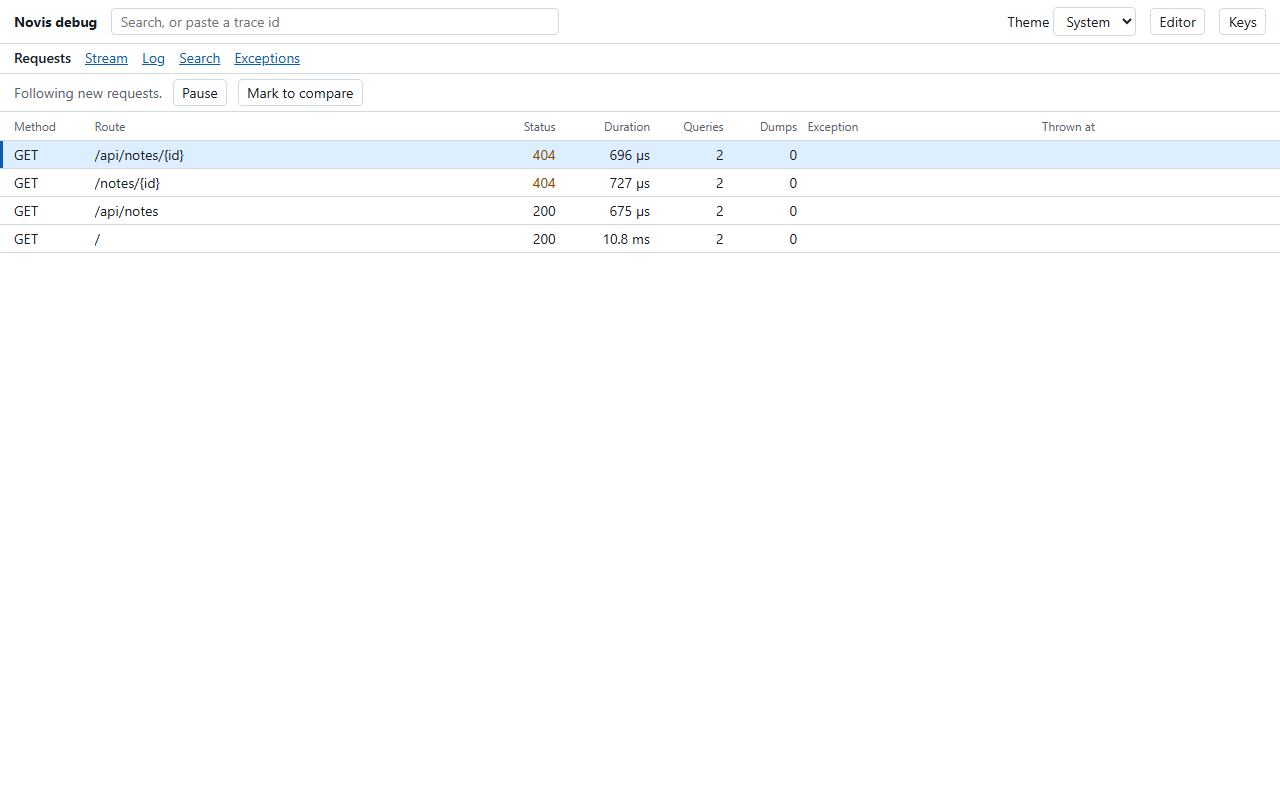 Novis debug Search, or paste a trace id Theme System Editor Keys
Requests Stream Log Search Exceptions
Following new requests. Pause Mark to compare
Method Route Status Duration Queries Dumps Exception Thrown at
GET /api/notes/{id} 404 696 µs 2 0
GET /notes/{id} 404 727 µs 2 0
GET /api/notes 200 675 µs 2 0
GET / 200 10.8 ms 2 0